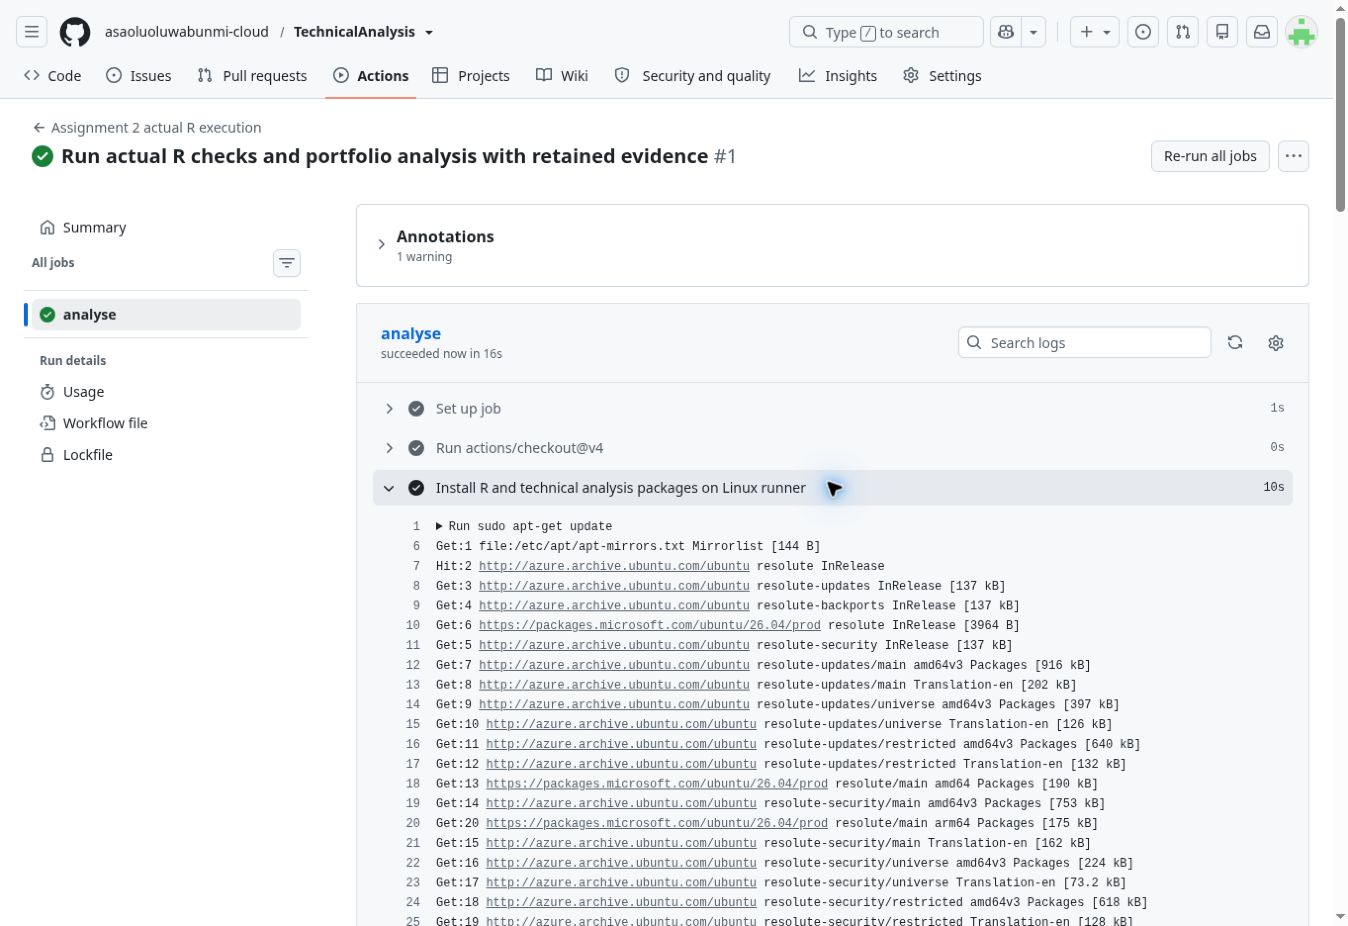 asaoluoluwabunmi-cloud / TechnicalAnalysis
Type / to search
Code
Issues
Pull requests
Actions
Projects
Wiki
Security and quality
Insights
Settings
Assignment 2 actual R execution
Run actual R checks and portfolio analysis with retained evidence #1
Re-run all jobs
Summary
All jobs
analyse
Run details
Usage
Workflow file
Lockfile
Annotations
1 warning
analyse
succeeded now in 16s
Search logs
Set up job 1s
Run actions/checkout@v4 0s
Install R and technical analysis packages on Linux runner 10s
1 Run sudo apt-get update
6 Get:1 file:/etc/apt/apt-mirrors.txt Mirrorlist [144 B]
7 Hit:2 http://azure.archive.ubuntu.com/ubuntu resolute InRelease
8 Get:3 http://azure.archive.ubuntu.com/ubuntu resolute-updates InRelease [137 kB]
9 Get:4 http://azure.archive.ubuntu.com/ubuntu resolute-backports InRelease [137 kB]
10 Get:6 https://packages.microsoft.com/ubuntu/26.04/prod resolute InRelease [3964 B]
11 Get:5 http://azure.archive.ubuntu.com/ubuntu resolute-security InRelease [137 kB]
12 Get:7 http://azure.archive.ubuntu.com/ubuntu resolute-updates/main amd64v3 Packages [916 kB]
13 Get:8 http://azure.archive.ubuntu.com/ubuntu resolute-updates/main Translation-en [202 kB]
14 Get:9 http://azure.archive.ubuntu.com/ubuntu resolute-updates/universe amd64v3 Packages [397 kB]
15 Get:10 http://azure.archive.ubuntu.com/ubuntu resolute-updates/universe Translation-en [126 kB]
16 Get:11 http://azure.archive.ubuntu.com/ubuntu resolute-updates/restricted amd64v3 Packages [640 kB]
17 Get:12 http://azure.archive.ubuntu.com/ubuntu resolute-updates/restricted Translation-en [132 kB]
18 Get:13 https://packages.microsoft.com/ubuntu/26.04/prod resolute/main amd64 Packages [190 kB]
19 Get:14 http://azure.archive.ubuntu.com/ubuntu resolute-security/main amd64v3 Packages [753 kB]
20 Get:20 https://packages.microsoft.com/ubuntu/26.04/prod resolute/main arm64 Packages [175 kB]
21 Get:15 http://azure.archive.ubuntu.com/ubuntu resolute-security/main Translation-en [162 kB]
22 Get:16 http://azure.archive.ubuntu.com/ubuntu resolute-security/universe amd64v3 Packages [224 kB]
23 Get:17 http://azure.archive.ubuntu.com/ubuntu resolute-security/universe Translation-en [73.2 kB]
24 Get:18 http://azure.archive.ubuntu.com/ubuntu resolute-security/restricted amd64v3 Packages [618 kB]
25 Get:19 http://azure.archive.ubuntu.com/ubuntu resolute-security/restricted Translation-en [128 kB]